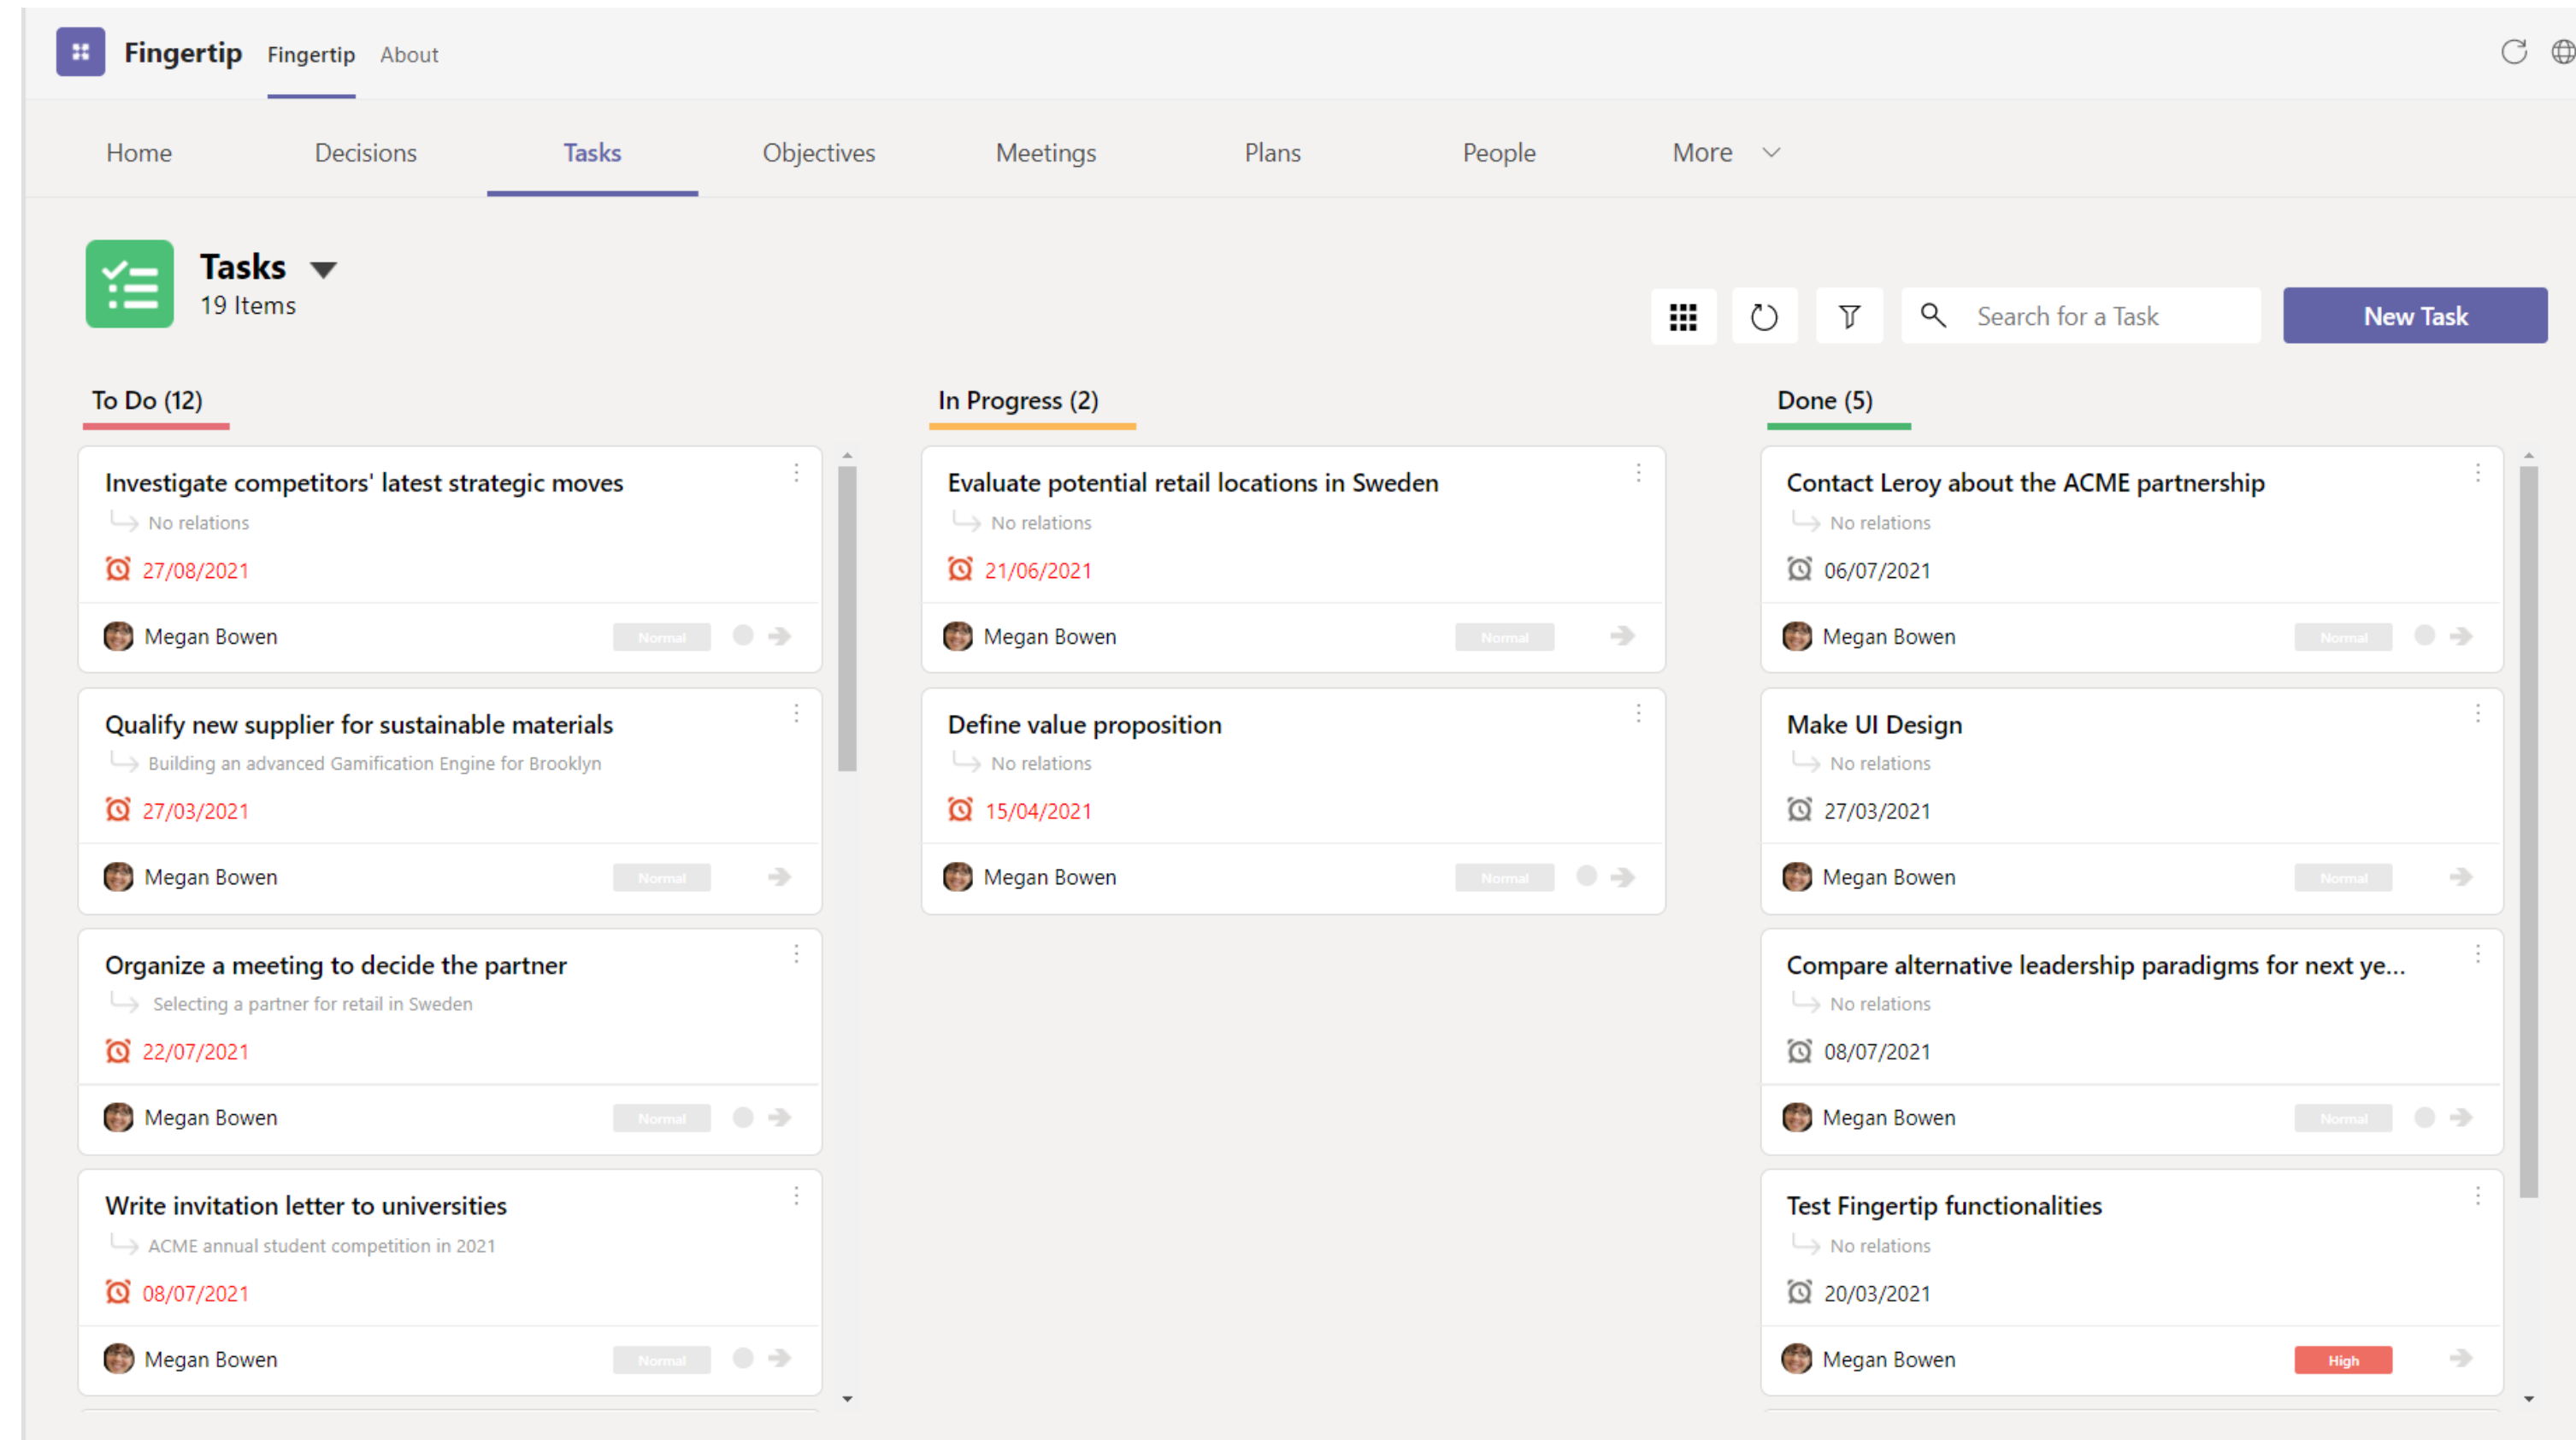 Fingertip Fingertip About
Home Decisions Tasks Objectives Meetings Plans People More
Tasks
19 Items
Search for a Task
New Task
To Do (12)
Investigate competitors' latest strategic moves
No relations
27/08/2021
Megan Bowen Normal
Qualify new supplier for sustainable materials
Building an advanced Gamification Engine for Brooklyn
27/03/2021
Megan Bowen Normal
Organize a meeting to decide the partner
Selecting a partner for retail in Sweden
22/07/2021
Megan Bowen Normal
Write invitation letter to universities
ACME annual student competition in 2021
08/07/2021
Megan Bowen Normal
In Progress (2)
Evaluate potential retail locations in Sweden
No relations
21/06/2021
Megan Bowen Normal
Define value proposition
No relations
15/04/2021
Megan Bowen Normal
Done (5)
Contact Leroy about the ACME partnership
No relations
06/07/2021
Megan Bowen Normal
Make UI Design
No relations
27/03/2021
Megan Bowen Normal
Compare alternative leadership paradigms for next ye...
No relations
08/07/2021
Megan Bowen Normal
Test Fingertip functionalities
No relations
20/03/2021
Megan Bowen High